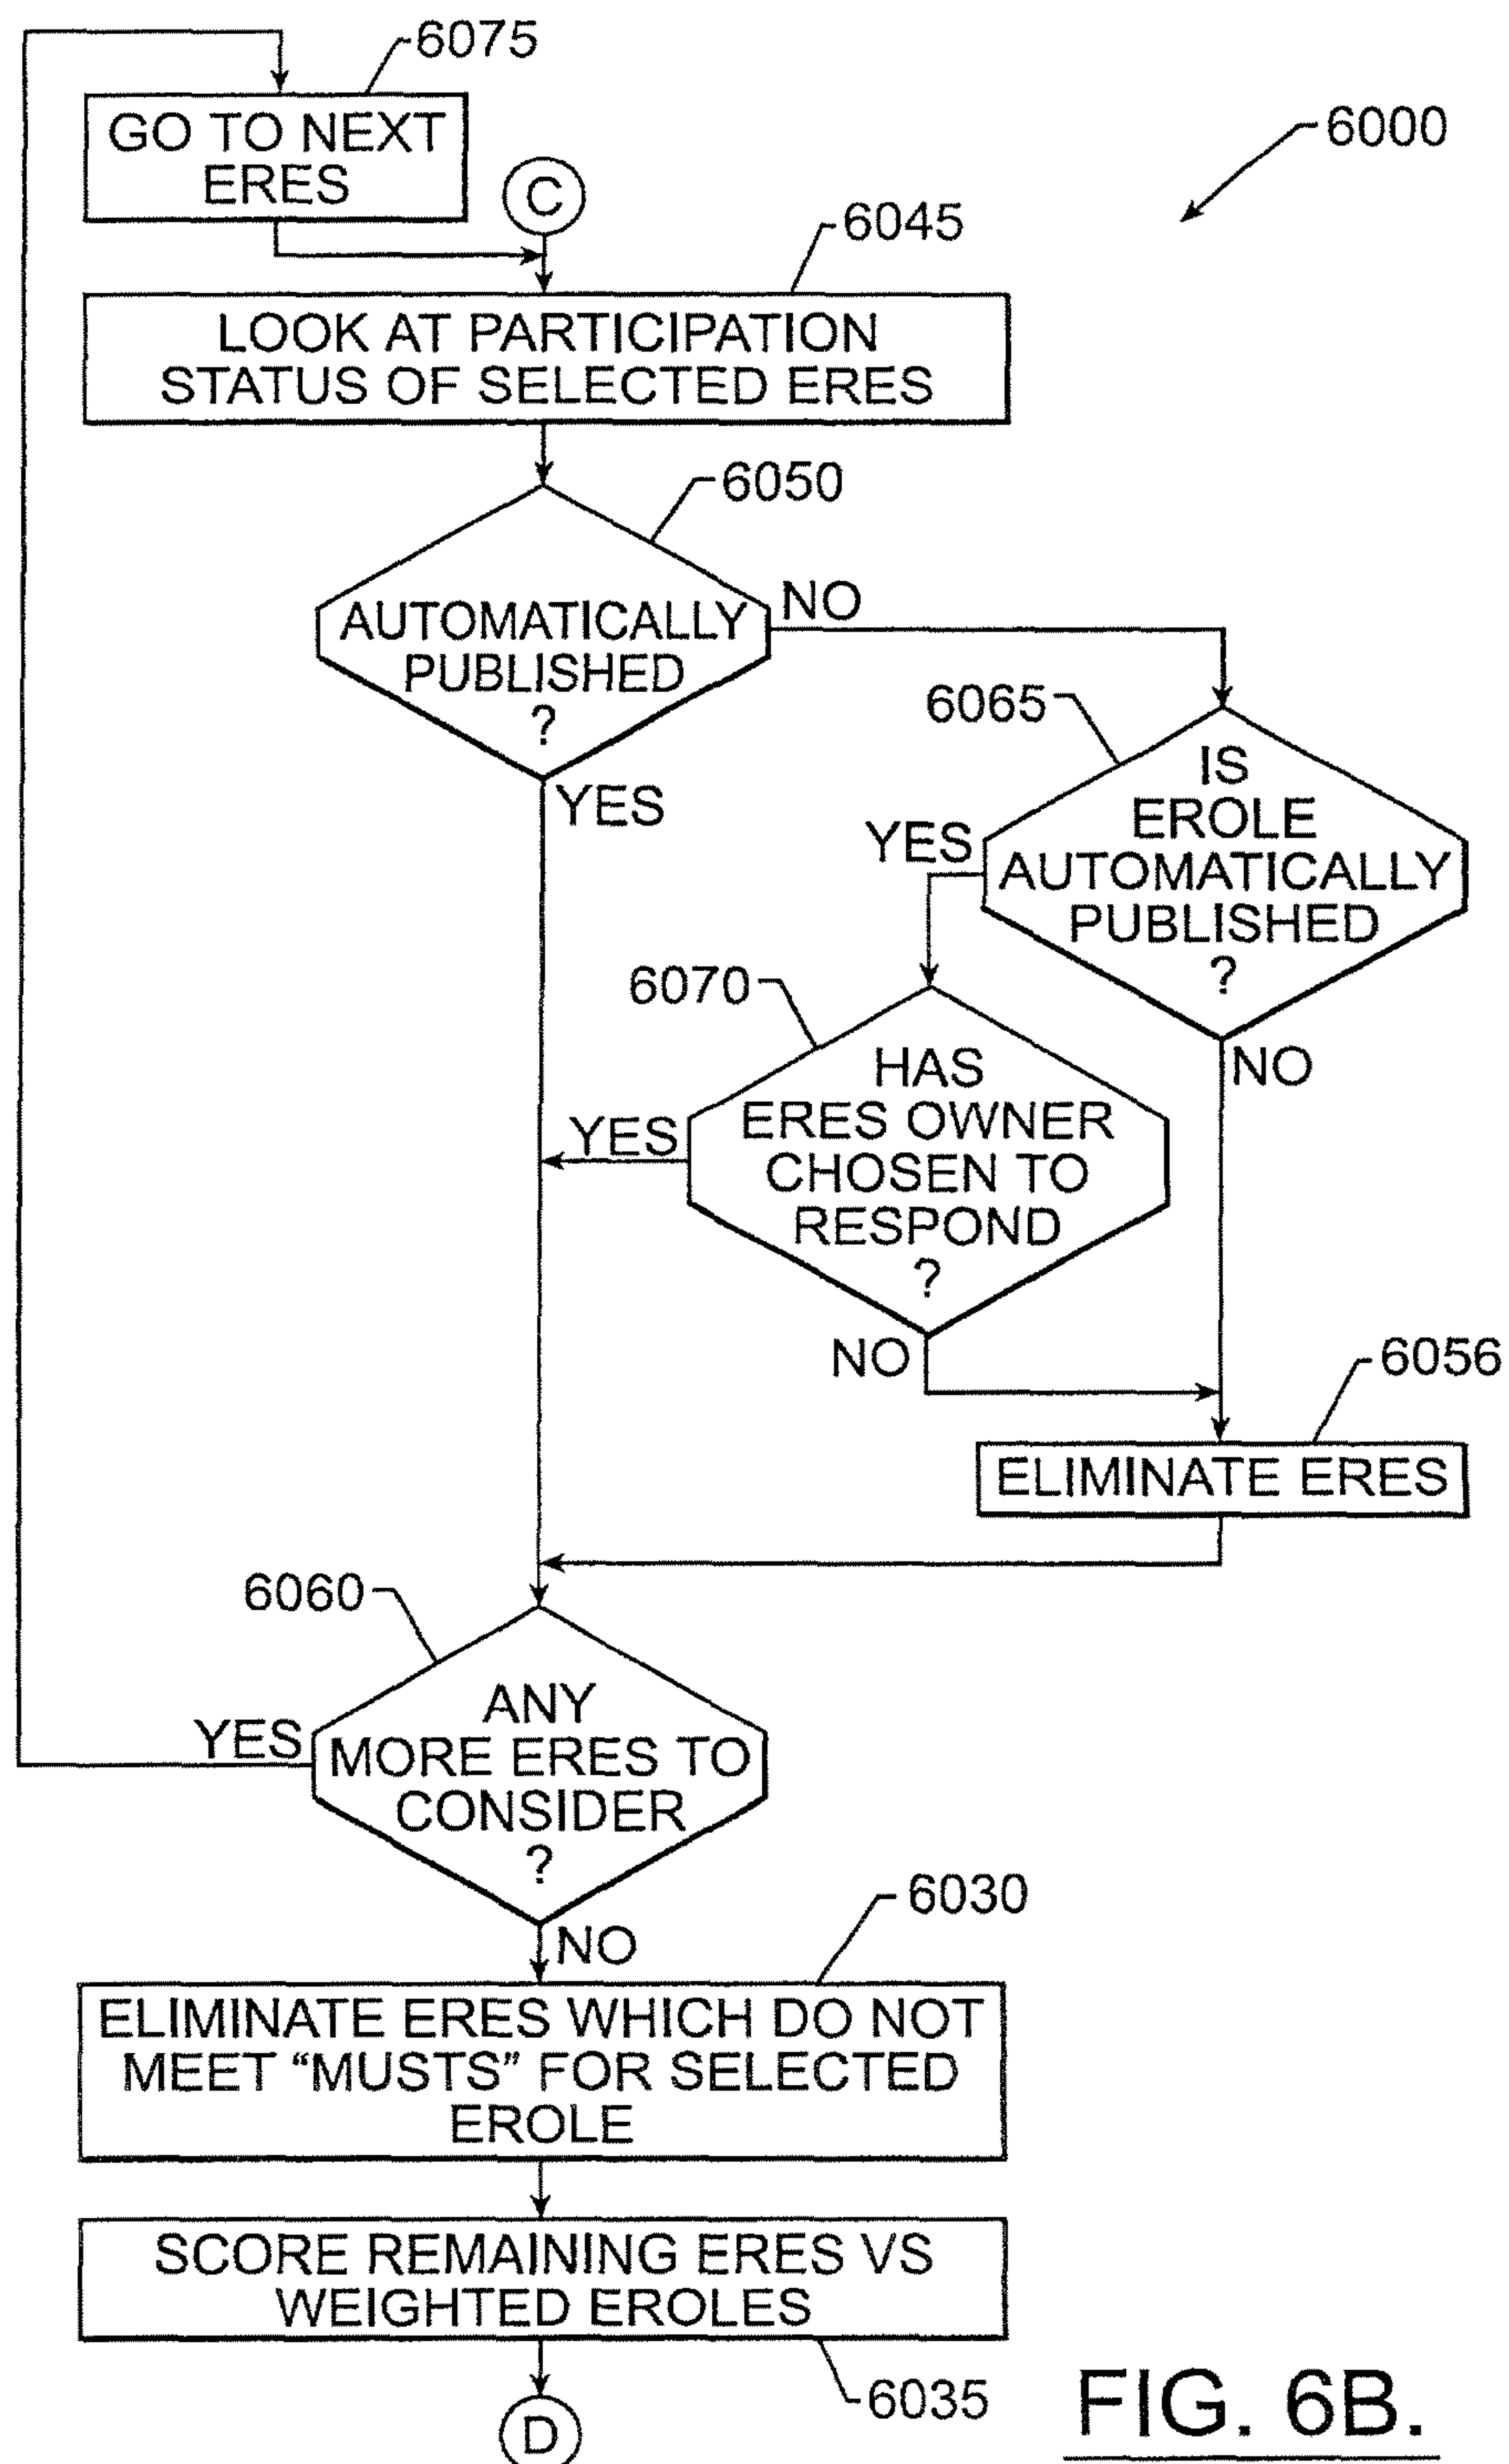 6075
GO TO NEXT
ERES
C
6000
6045
LOOK AT PARTICIPATION
STATUS OF SELECTED ERES
6050
AUTOMATICALLY
PUBLISHED
?
NO
YES
6065
IS
EROLE
AUTOMATICALLY
PUBLISHED
?
YES
NO
6070
HAS
ERES OWNER
CHOSEN TO
RESPOND
?
YES
NO
6056
ELIMINATE ERES
6060
ANY
MORE ERES TO
CONSIDER
?
YES
NO
6030
ELIMINATE ERES WHICH DO NOT
MEET “MUSTS” FOR SELECTED
EROLE
SCORE REMAINING ERES VS
WEIGHTED EROLES
6035
D
FIG. 6B.